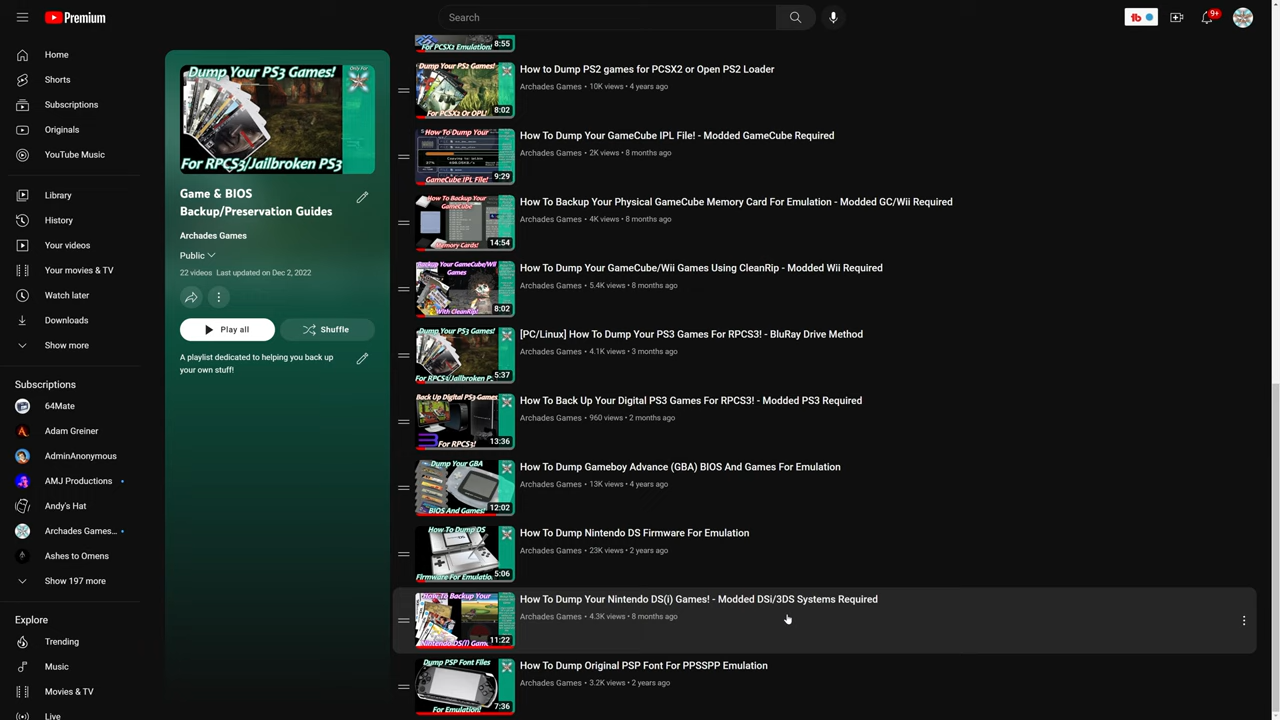 Premium
Search
9+
Home
Shorts
Subscriptions
Originals
YouTube Music
Library
History
Your videos
Your movies & TV
Watch later
Downloads
Show more
Subscriptions
64Mate
Adam Greiner
AdminAnonymous
AMJ Productions
Andy's Hat
Archades Games...
Ashes to Omens
Show 197 more
Explore
Trending
Music
Movies & TV
Live
Dump Your PS3 Games!
Only For
For RPCS3/Jailbroken PS3
Game & BIOS
Backup/Preservation Guides
Archades Games
Public
22 videos Last updated on Dec 2, 2022
Play all
Shuffle
A playlist dedicated to helping you back up
your own stuff!
For PCSX2 Emulation!
8:55
Dump Your PS2 Games!
For PCSX2 Or OPL!
8:02
How to Dump PS2 games for PCSX2 or Open PS2 Loader
Archades Games • 10K views • 4 years ago
How To Dump Your
GameCube IPL File!
9:29
How To Dump Your GameCube IPL File! - Modded GameCube Required
Archades Games • 2K views • 8 months ago
How To Backup Your
GameCube
Memory Cards!
14:54
How To Backup Your Physical GameCube Memory Cards For Emulation - Modded GC/Wii Required
Archades Games • 4K views • 8 months ago
Backup Your GameCube/Wii
Games
With CleanRip!
8:02
How To Dump Your GameCube/Wii Games Using CleanRip - Modded Wii Required
Archades Games • 5.4K views • 8 months ago
Dump Your PS3 Games!
5:37
[PC/Linux] How To Dump Your PS3 Games For RPCS3! - BluRay Drive Method
Archades Games • 4.1K views • 3 months ago
Back Up Digital PS3 Games
For RPCS3!
13:36
How To Back Up Your Digital PS3 Games For RPCS3! - Modded PS3 Required
Archades Games • 960 views • 2 months ago
Dump Your GBA
BIOS And Games!
12:02
How To Dump Gameboy Advance (GBA) BIOS And Games For Emulation
Archades Games • 13K views • 4 years ago
How To Dump DS
Firmware For Emulatio
5:06
How To Dump Nintendo DS Firmware For Emulation
Archades Games • 23K views • 2 years ago
How To Backup Your
Nintendo DS(i) Gam
11:22
How To Dump Your Nintendo DS(i) Games! - Modded DSi/3DS Systems Required
Archades Games • 4.3K views • 8 months ago
Dump PSP Font Files
For Emulation!
7:36
How To Dump Original PSP Font For PPSSPP Emulation
Archades Games • 3.2K views • 2 years ago